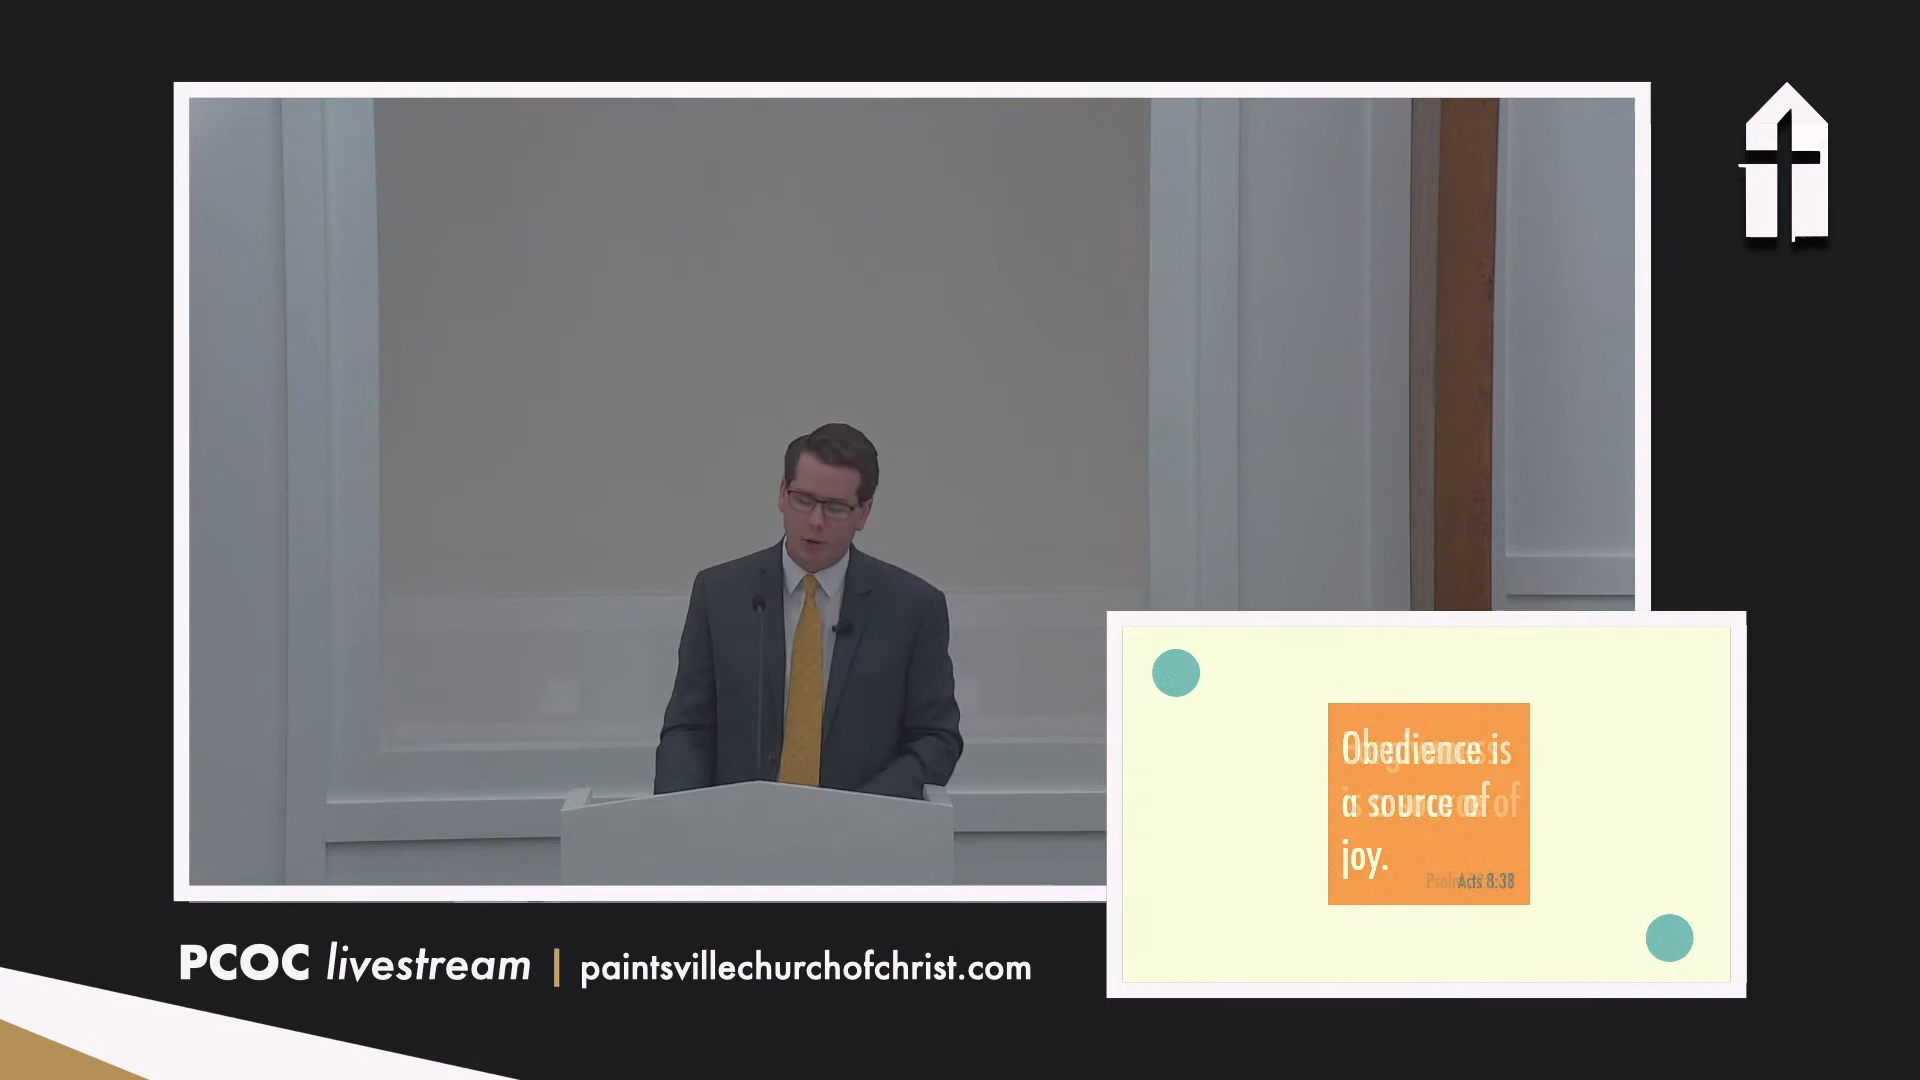 Obedience is
a source of
joy.
Acts 8:38
PCOC livestream | paintsvillechurchofchrist.com